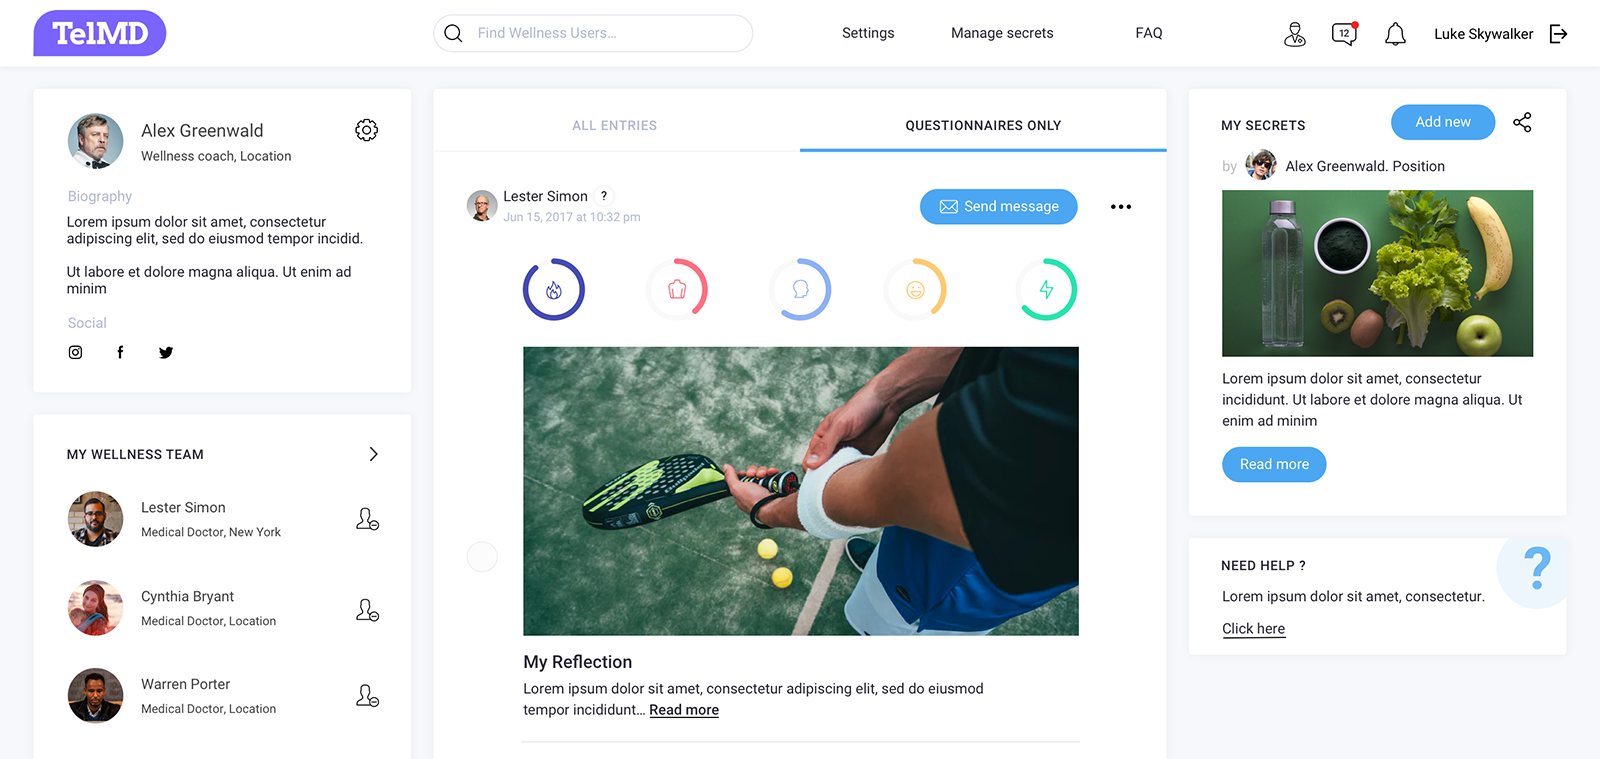 TelMD
Find Wellness Users...
Settings
Manage secrets
FAQ
12
Luke Skywalker
Alex Greenwald
Wellness coach, Location
Biography
Lorem ipsum dolor sit amet, consectetur
adipiscing elit, sed do eiusmod tempor incidid.
Ut labore et dolore magna aliqua. Ut enim ad
minim
Social
MY WELLNESS TEAM
Lester Simon
Medical Doctor, New York
Cynthia Bryant
Medical Doctor, Location
Warren Porter
Medical Doctor, Location
ALL ENTRIES
QUESTIONNAIRES ONLY
Lester Simon ?
Jun 15, 2017 at 10:32 pm
Send message
My Reflection
Lorem ipsum dolor sit amet, consectetur adipiscing elit, sed do eiusmod
tempor incididunt... Read more
MY SECRETS
Add new
by Alex Greenwald. Position
Lorem ipsum dolor sit amet, consectetur
incididunt. Ut labore et dolore magna aliqua. Ut
enim ad minim
Read more
NEED HELP ?
?
Lorem ipsum dolor sit amet, consectetur.
Click here